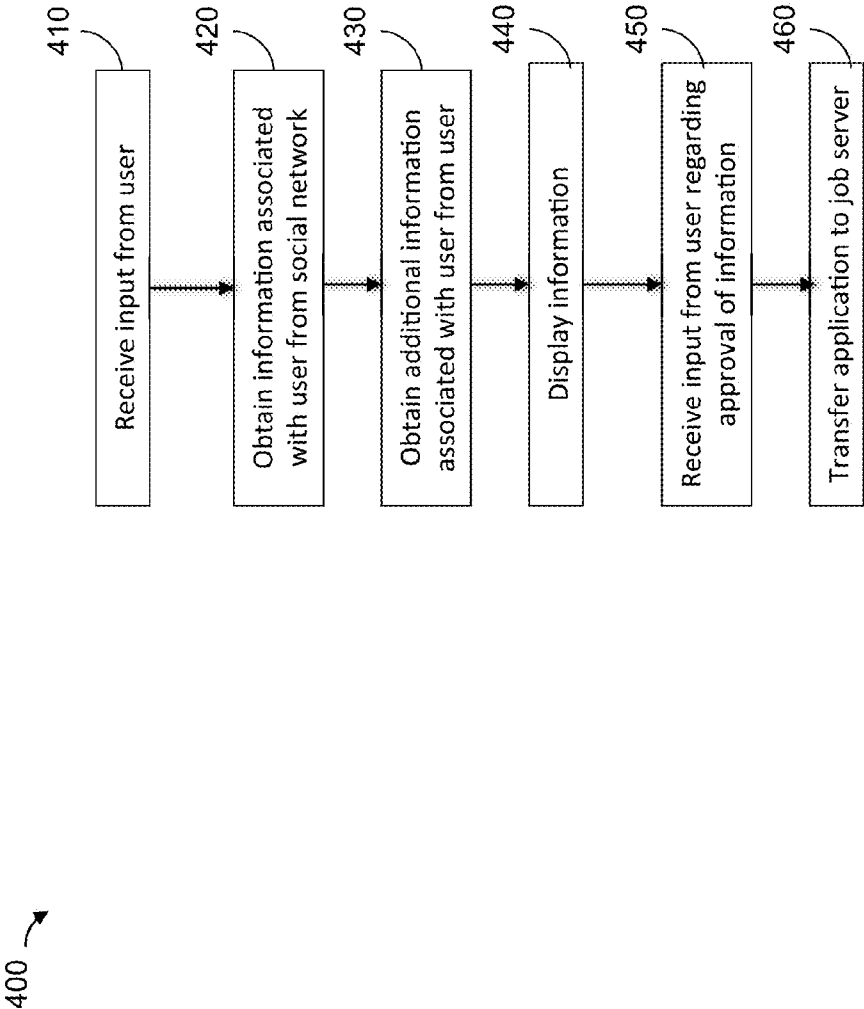 400
410
Receive input from user
420
Obtain information associated
with user from social network
430
Obtain additional information
associated with user from user
440
Display information
450
Receive input from user regarding
approval of information
460
Transfer application to job server